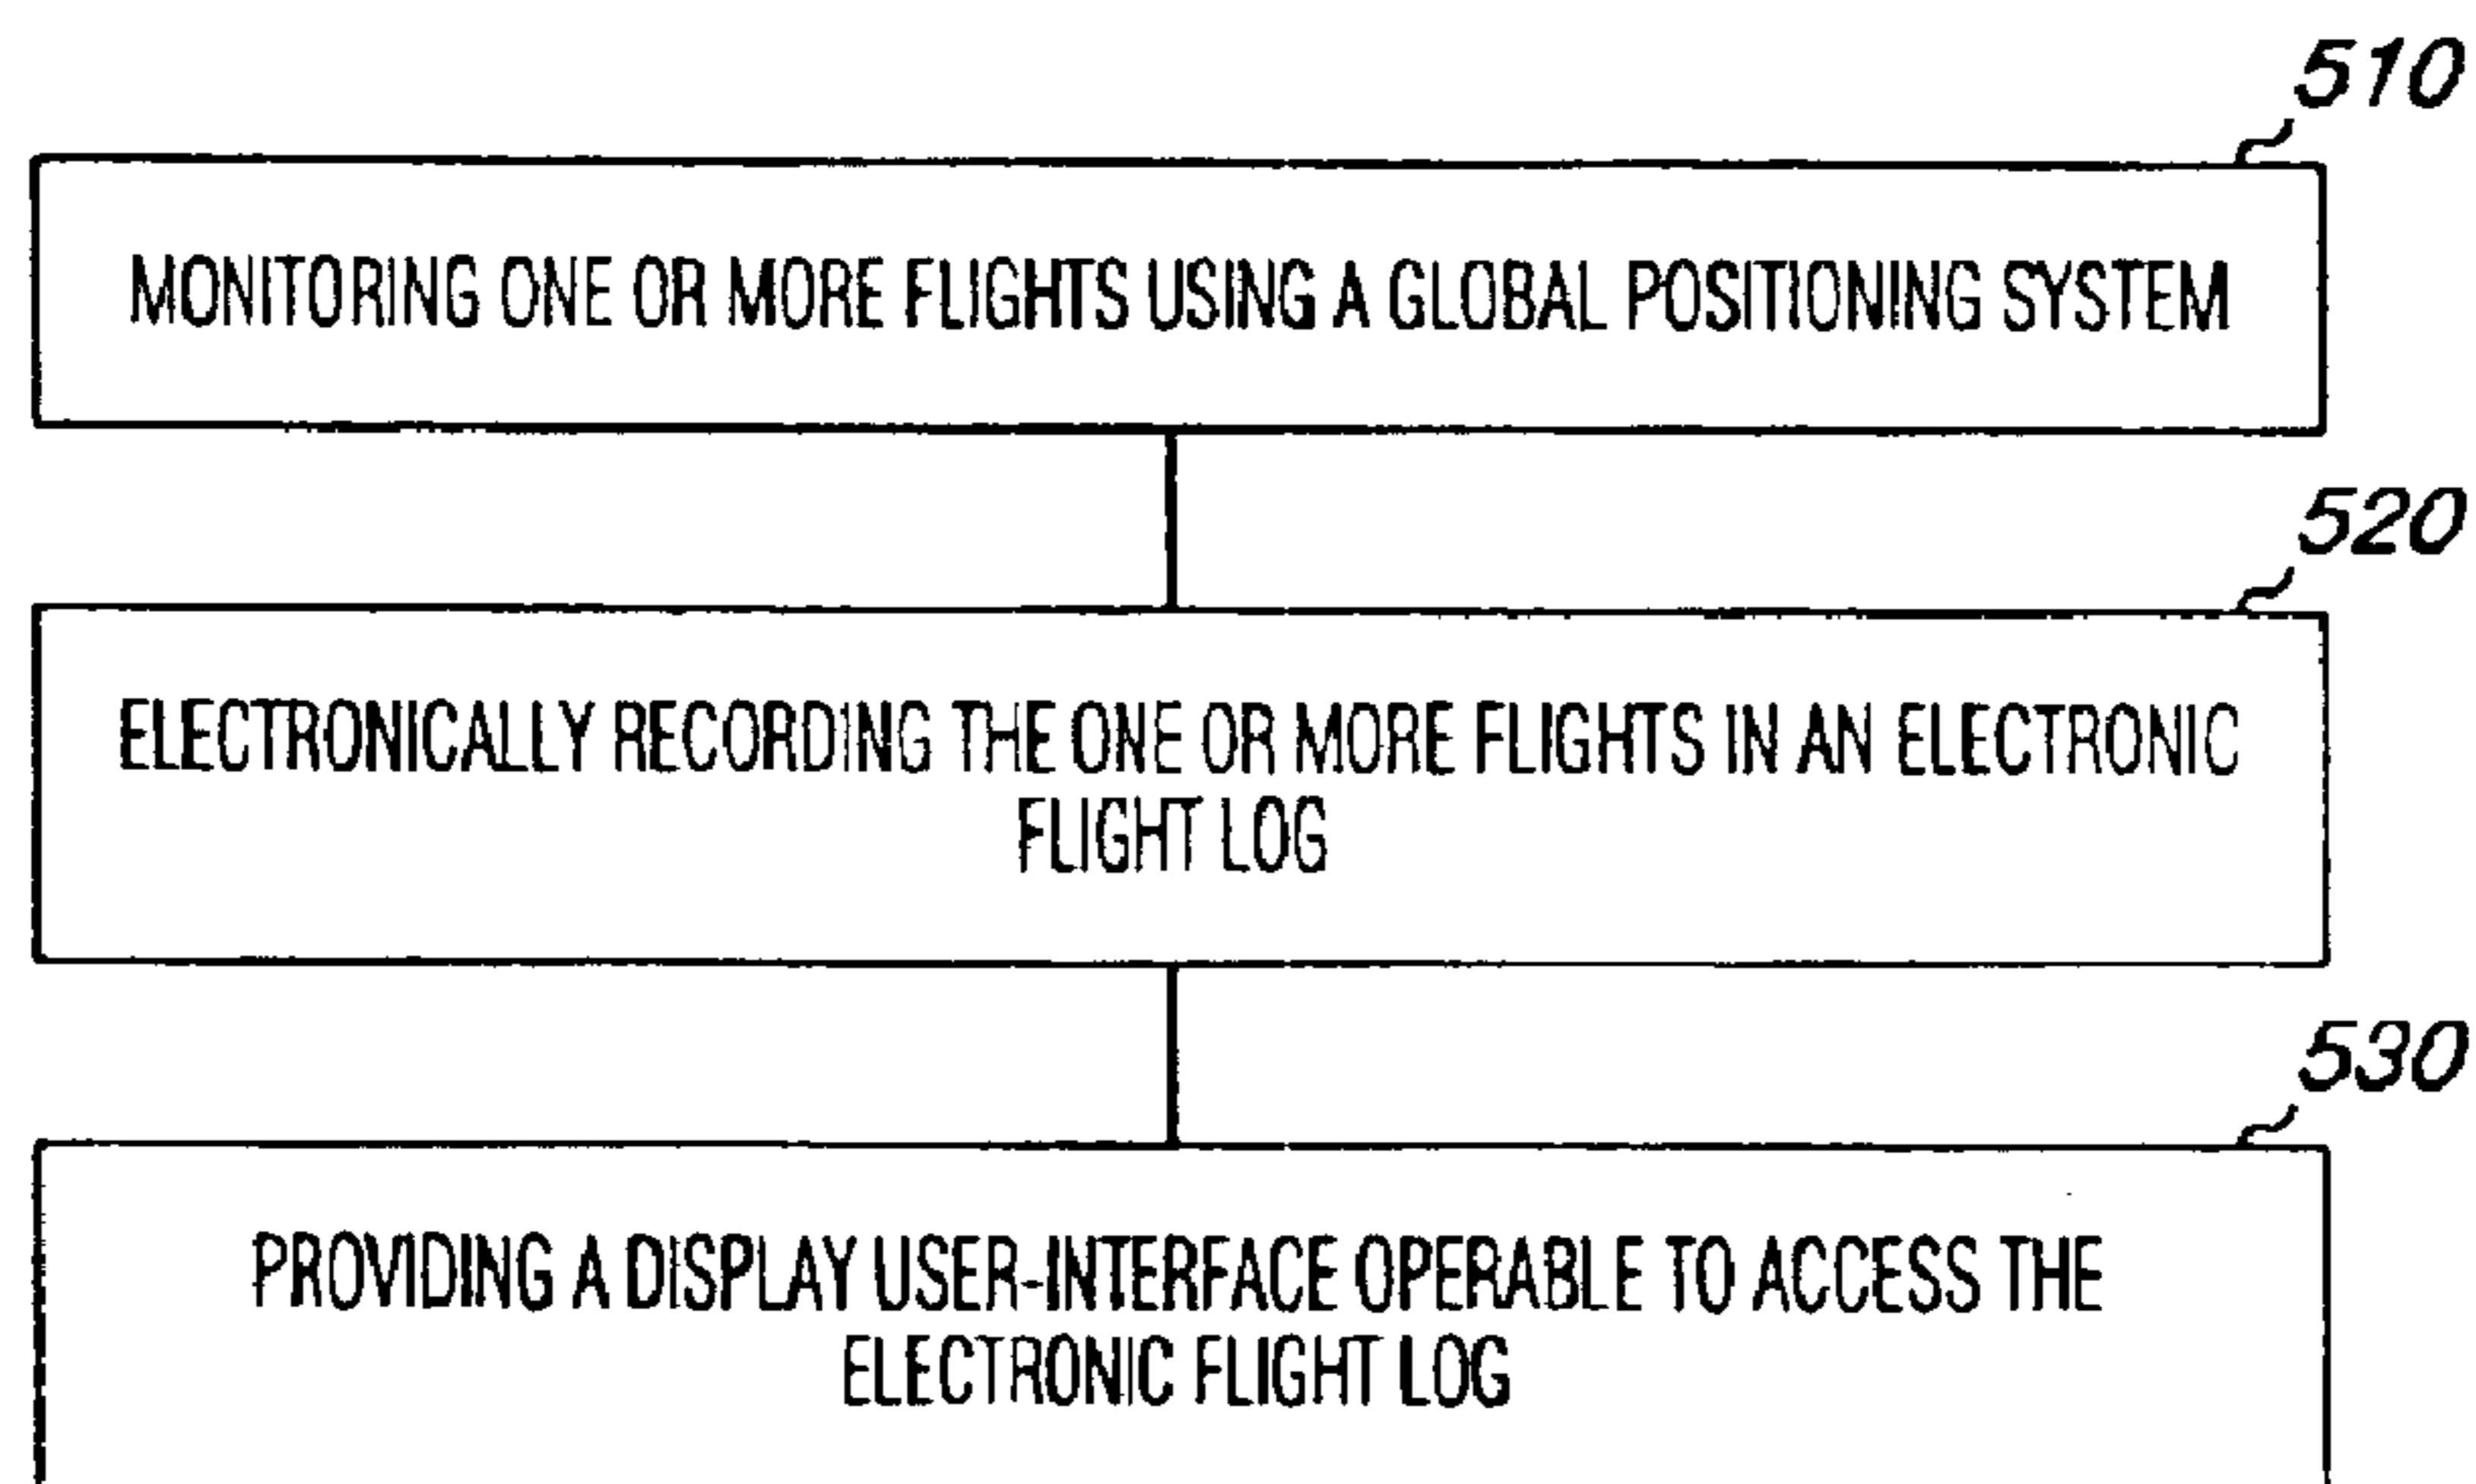 510
MONITORING ONE OR MORE FLIGHTS USING A GLOBAL POSITIONING SYSTEM
520
ELECTRONICALLY RECORDING THE ONE OR MORE FLIGHTS IN AN ELECTRONIC
FLIGHT LOG
530
PROVIDING A DISPLAY USER-INTERFACE OPERABLE TO ACCESS THE
ELECTRONIC FLIGHT LOG